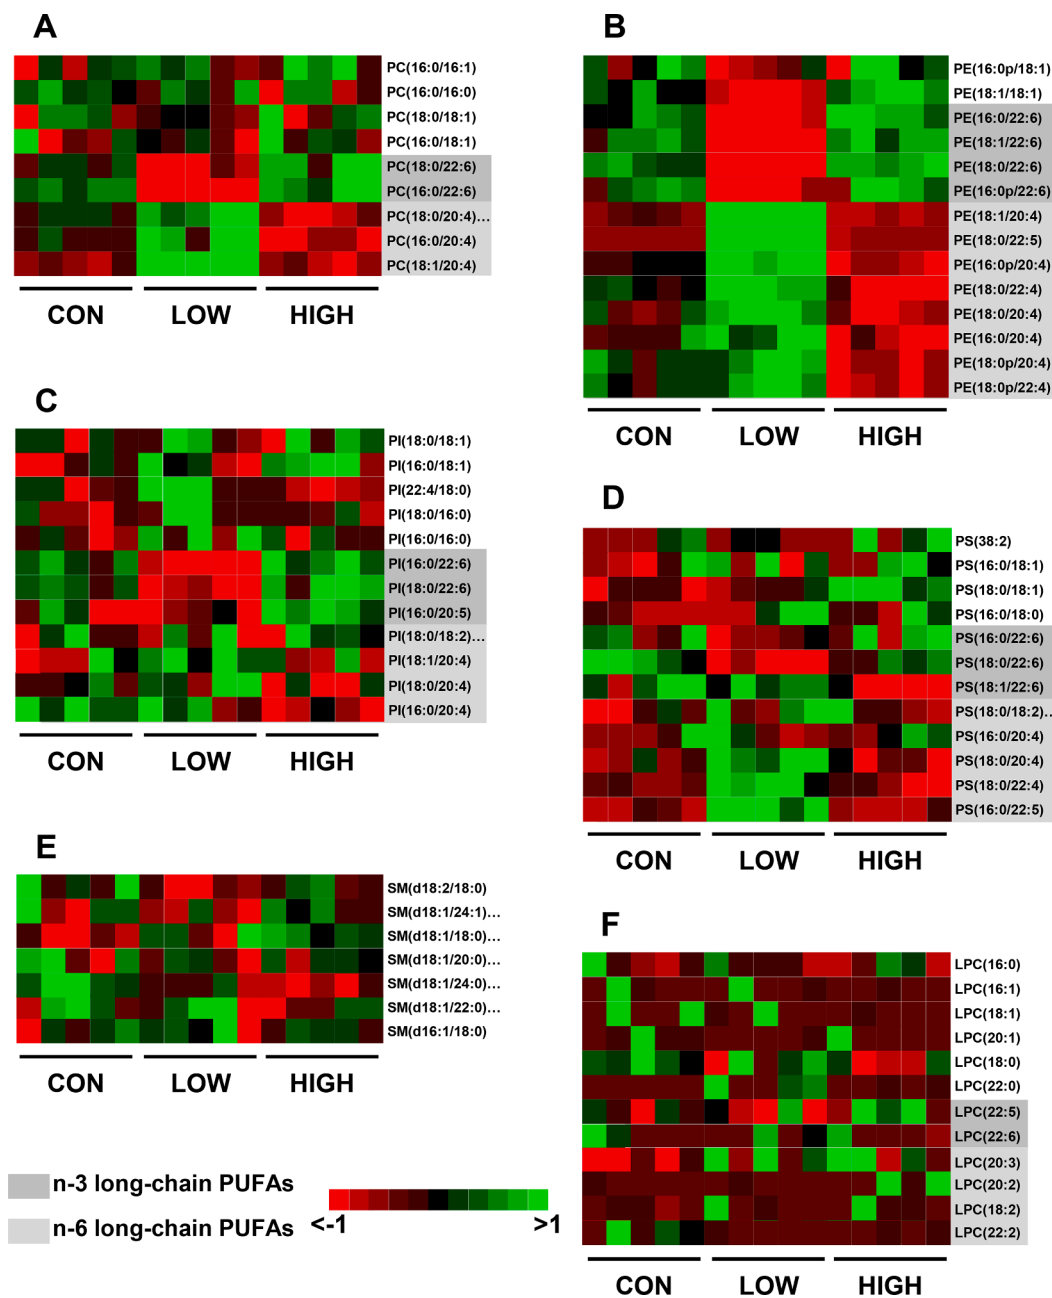 A
PC(16:0/16:1)
PC(16:0/16:0)
PC(18:0/18:1)
PC(16:0/18:1)
PC(18:0/22:6)
PC(16:0/22:6)
PC(18:0/20:4)...
PC(16:0/20:4)
PC(18:1/20:4)
CON LOW HIGH
B
PE(16:0p/18:1)
PE(18:1/18:1)
PE(16:0/22:6)
PE(18:1/22:6)
PE(18:0/22:6)
PE(16:0p/22:6)
PE(18:1/20:4)
PE(18:0/22:5)
PE(16:0p/20:4)
PE(18:0/22:4)
PE(18:0/20:4)
PE(16:0/20:4)
PE(18:0p/20:4)
PE(18:0p/22:4)
CON LOW HIGH
C
PI(18:0/18:1)
PI(16:0/18:1)
PI(22:4/18:0)
PI(18:0/16:0)
PI(16:0/16:0)
PI(16:0/22:6)
PI(18:0/22:6)
PI(16:0/20:5)
PI(18:0/18:2)...
PI(18:1/20:4)
PI(18:0/20:4)
PI(16:0/20:4)
CON LOW HIGH
D
PS(38:2)
PS(16:0/18:1)
PS(18:0/18:1)
PS(16:0/18:0)
PS(16:0/22:6)
PS(18:0/22:6)
PS(18:1/22:6)
PS(18:0/18:2)..
PS(16:0/20:4)
PS(18:0/20:4)
PS(18:0/22:4)
PS(16:0/22:5)
CON LOW HIGH
E
SM(d18:2/18:0)
SM(d18:1/24:1)...
SM(d18:1/18:0)...
SM(d18:1/20:0)...
SM(d18:1/24:0)...
SM(d18:1/22:0)...
SM(d16:1/18:0)
CON LOW HIGH
F
LPC(16:0)
LPC(16:1)
LPC(18:1)
LPC(20:1)
LPC(18:0)
LPC(22:0)
LPC(22:5)
LPC(22:6)
LPC(20:3)
LPC(20:2)
LPC(18:2)
LPC(22:2)
CON LOW HIGH
n-3 long-chain PUFAs
n-6 long-chain PUFAs
<-1 >1